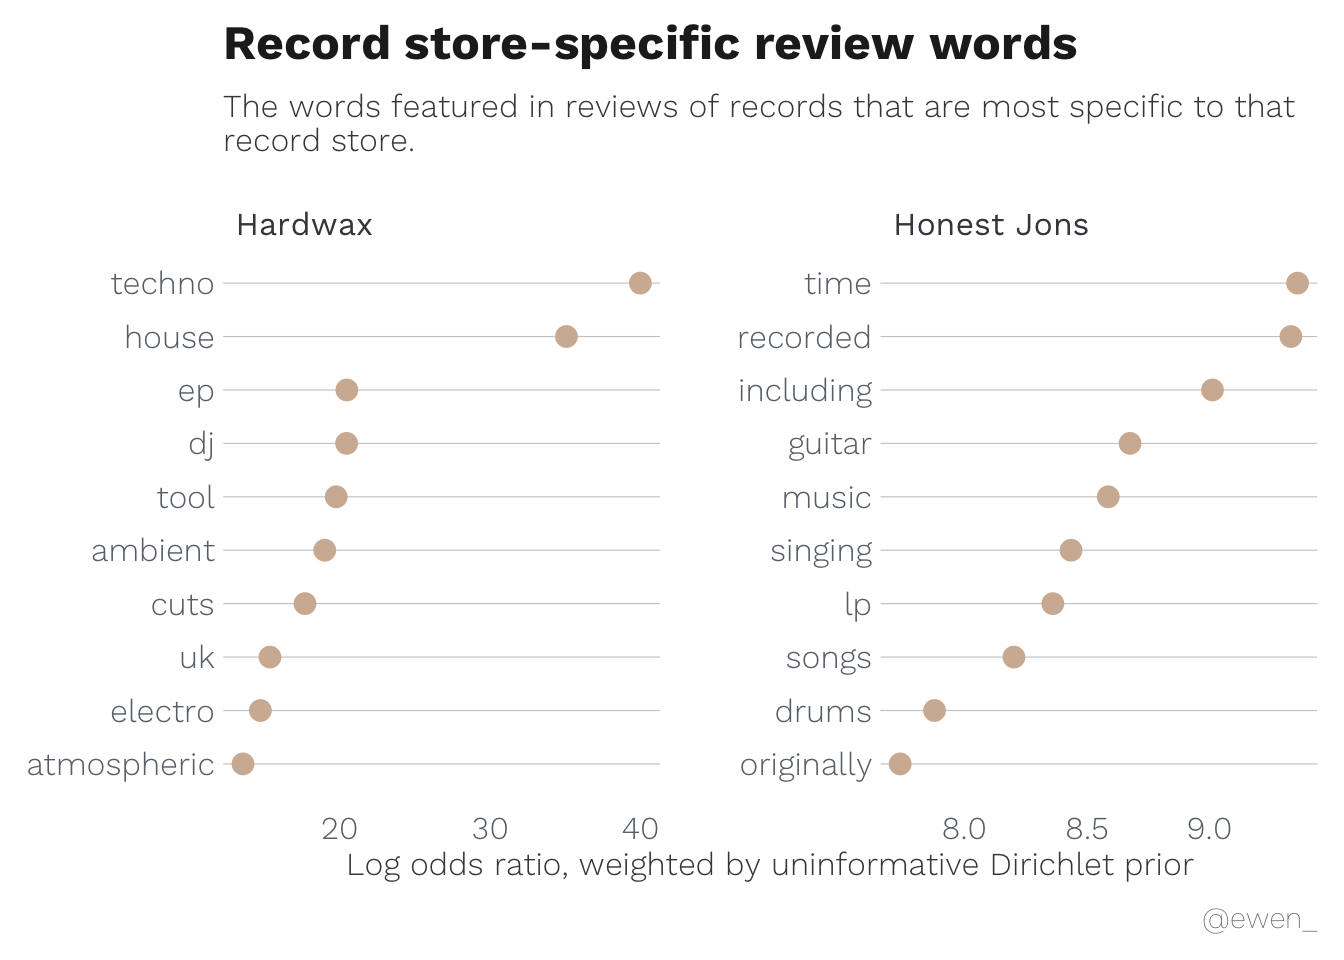 Record store-specific review words
The words featured in reviews of records that are most specific to that
record store.
Hardwax
techno
house
ep
dj
tool
ambient
cuts
uk
electro
atmospheric
20 30 40
Honest Jons
time
recorded
including
guitar
music
singing
lp
songs
drums
originally
8.0 8.5 9.0
Log odds ratio, weighted by uninformative Dirichlet prior
@ewen_